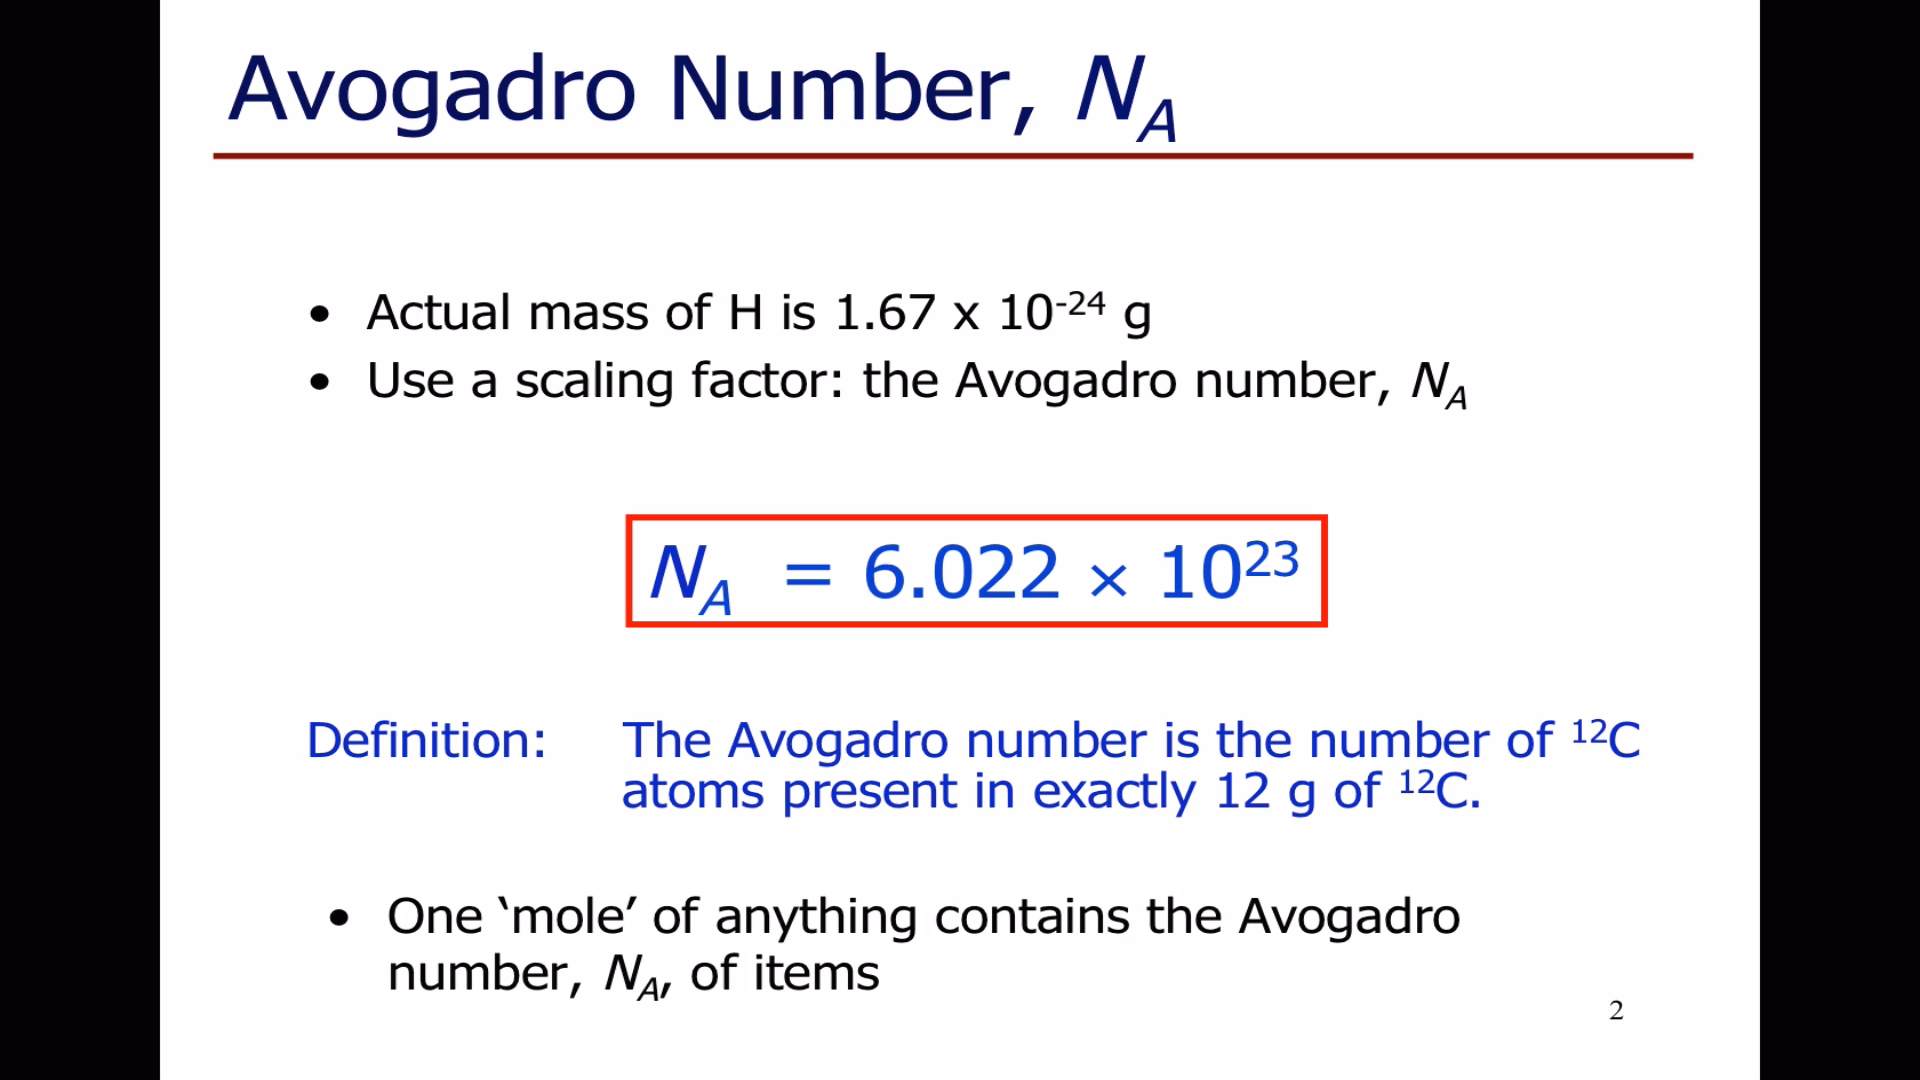 Avogadro Number, N_A
• Actual mass of H is 1.67 x 10⁻²⁴ g
• Use a scaling factor: the Avogadro number, N_A
N_A = 6.022 × 10²³
Definition: The Avogadro number is the number of ¹²C
atoms present in exactly 12 g of ¹²C.
• One ‘mole’ of anything contains the Avogadro
number, N_A, of items
2